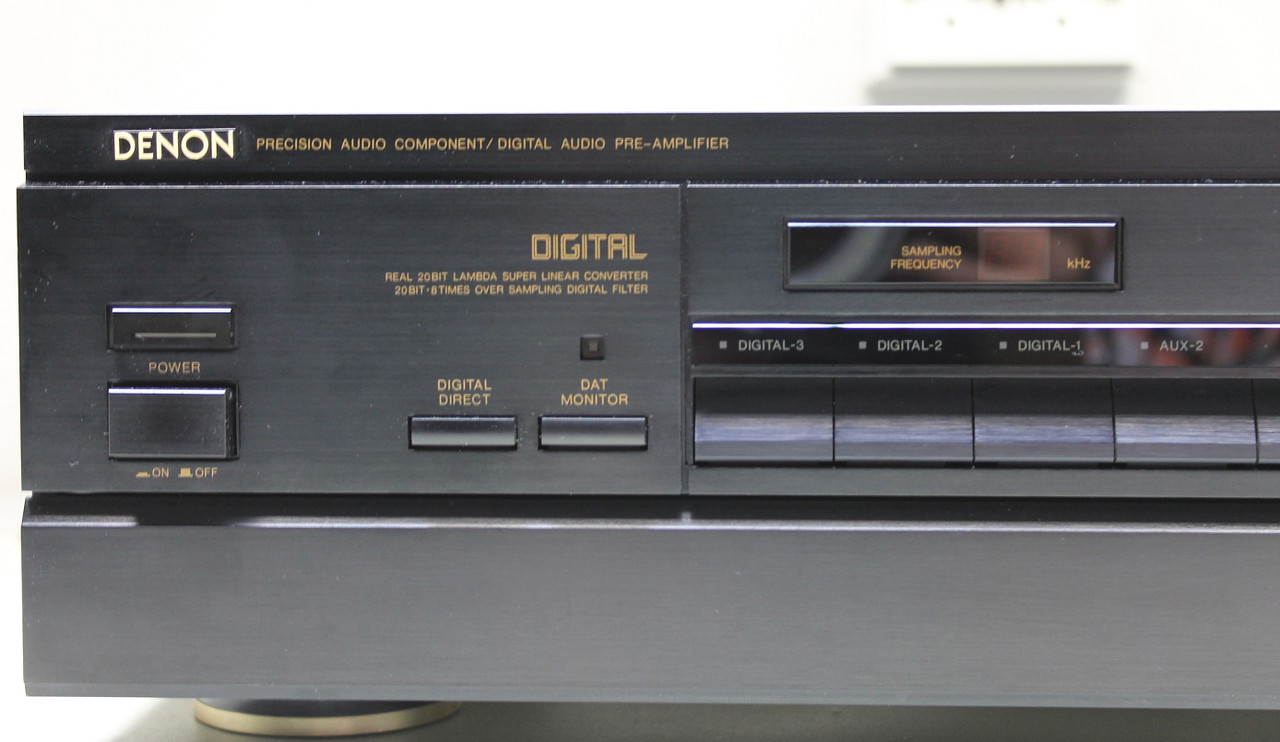 DENON PRECISION AUDIO COMPONENT/DIGITAL AUDIO PRE-AMPLIFIER
DIGITAL
REAL 20BIT LAMBDA SUPER LINEAR CONVERTER
20BIT·8TIMES OVER SAMPLING DIGITAL FILTER
SAMPLING
FREQUENCY
kHz
DIGITAL-3 DIGITAL-2 DIGITAL-1 AUX-2
POWER
ON OFF
DIGITAL
DIRECT
DAT
MONITOR